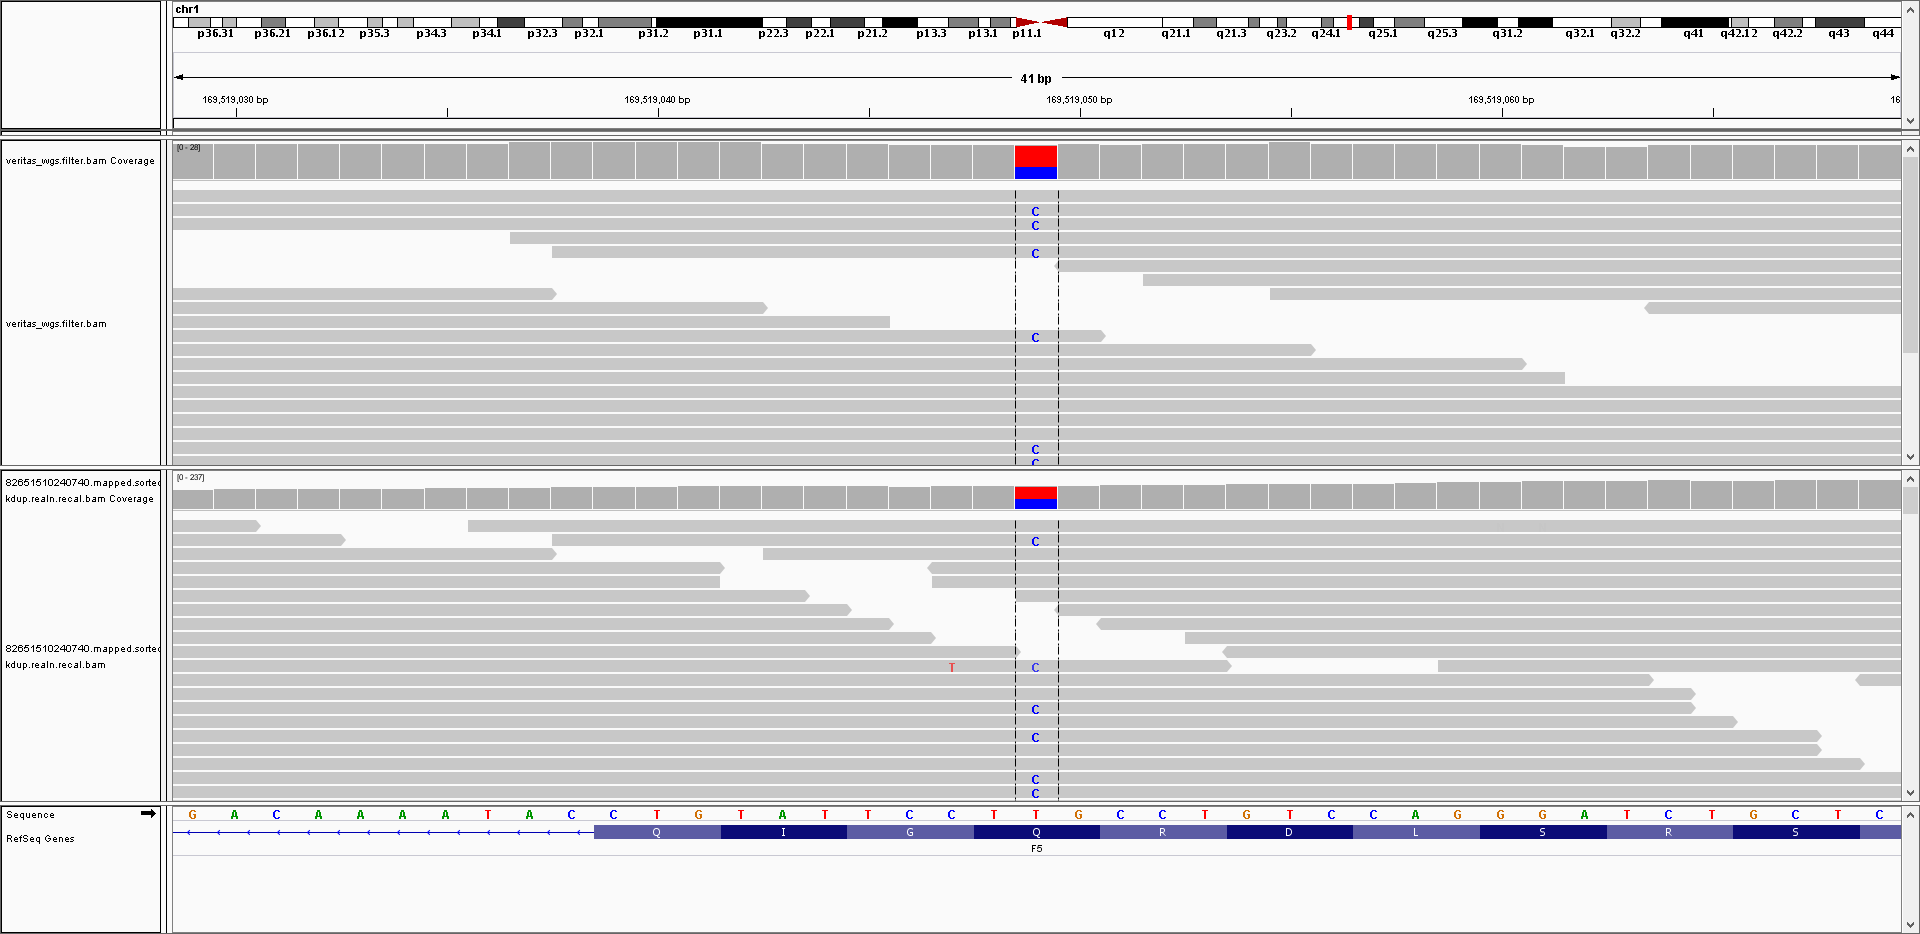 chr1
p36.31 p36.21 p36.12 p35.3 p34.3 p34.1 p32.3 p32.1 p31.2 p31.1 p22.3 p22.1 p21.2 p13.3 p13.1 p11.1 q12 q21.1 q21.3 q23.2 q24.1 q25.1 q25.3 q31.2 q32.1 q32.2 q41 q42.12 q42.2 q43 q44
41 bp
169,519,030 bp 169,519,040 bp 169,519,050 bp 169,519,060 bp 16
[0 - 28]
veritas_wgs.filter.bam Coverage
C
C
C
veritas_wgs.filter.bam
C
C
C
[0 - 237]
82651510240740.mapped.sorted
kdup.realn.recal.bam Coverage
C
82651510240740.mapped.sorted
kdup.realn.recal.bam
T C
C
C
C
C
Sequence G A C A A A A T A C C T G T A T T C C T T G C C T G T C C A G G G A T C T G C T C
RefSeq Genes Q I G Q R D L S R S
F5